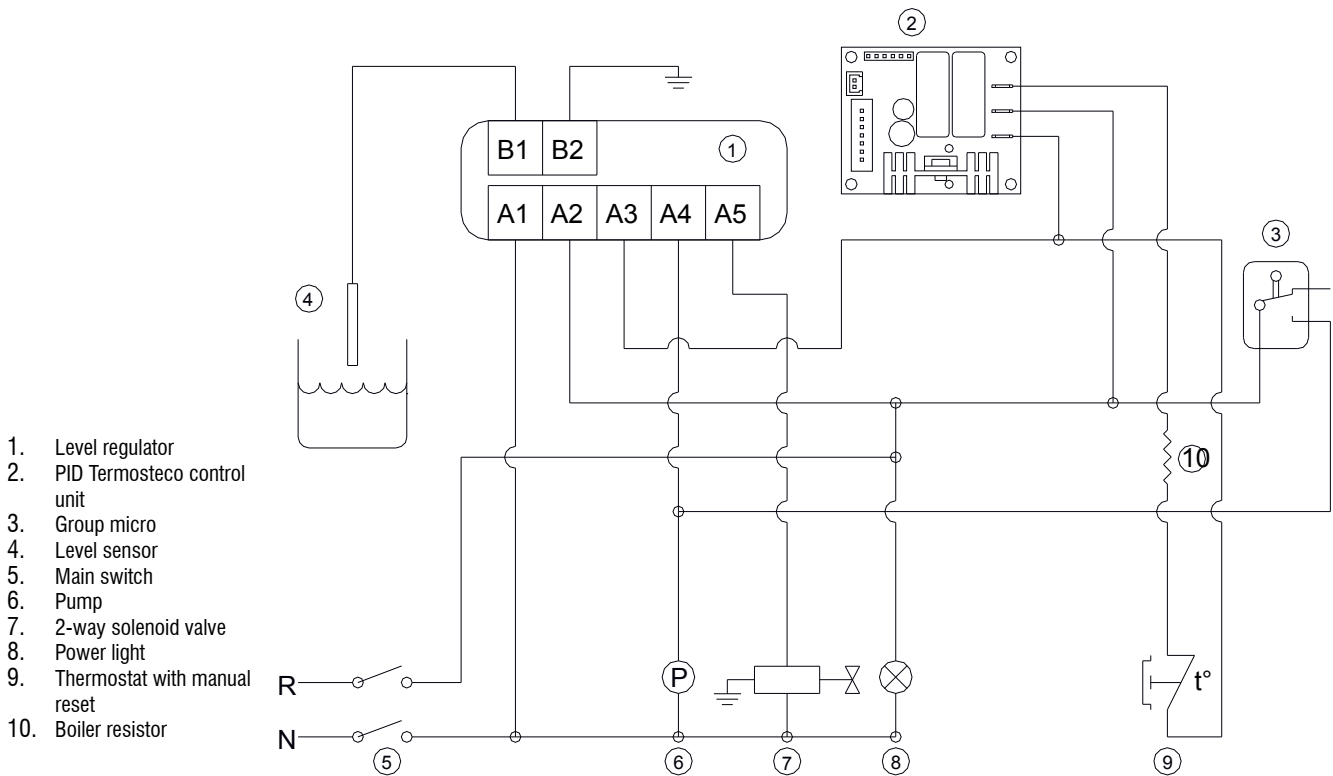 2
B1 B2 1
A1 A2 A3 A4 A5
3
4
1. Level regulator
2. PID Termosteco control
unit
3. Group micro
4. Level sensor
5. Main switch
6. Pump
7. 2-way solenoid valve
8. Power light
9. Thermostat with manual
reset
10. Boiler resistor
10
R
P
t°
N
5
6
7
8
9